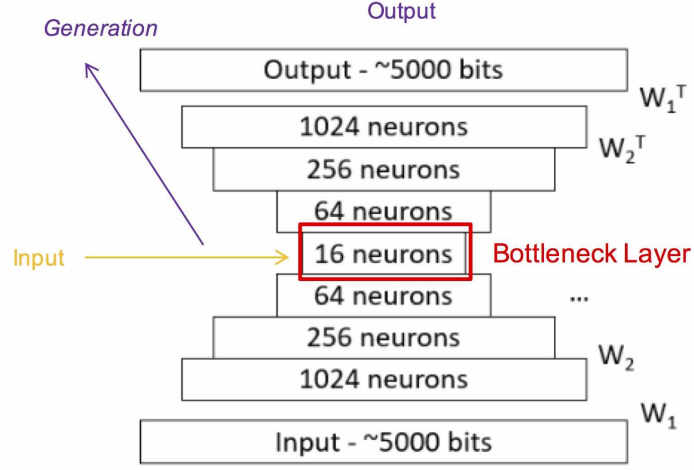 Output
Generation
Output - ~5000 bits
W₁ᵀ
1024 neurons
W₂ᵀ
256 neurons
64 neurons
Input
16 neurons
Bottleneck Layer
64 neurons
...
256 neurons
W₂
1024 neurons
W₁
Input - ~5000 bits